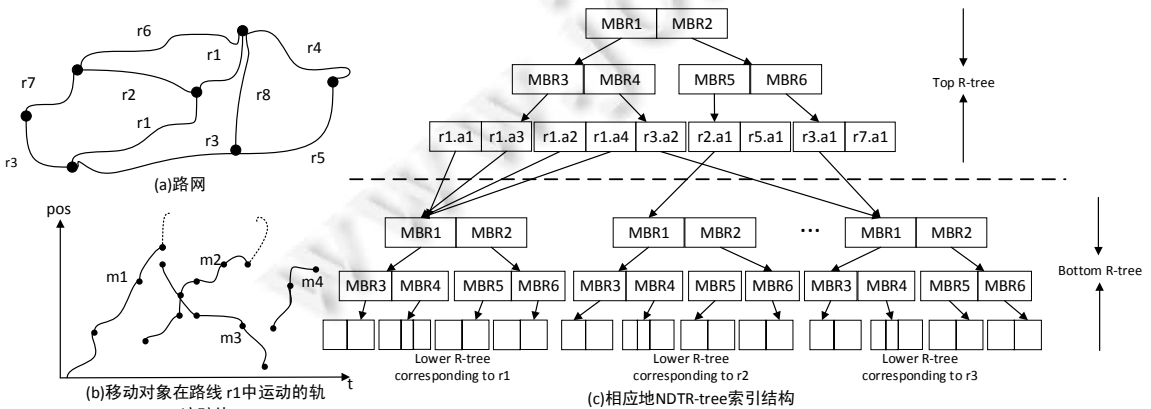 r6
r1
r4
r7
r2
r8
r1
r3
r3
r5
(a)路网
pos
m1
m2
m4
m3
t
(b)移动对象在路线 r1中运动的轨
MBR1 MBR2
MBR3 MBR4 MBR5 MBR6
Top R-tree
r1.a1 r1.a3 r1.a2 r1.a4 r3.a2 r2.a1 r5.a1 r3.a1 r7.a1
MBR1 MBR2 MBR1 MBR2 ... MBR1 MBR2
Bottom R-tree
MBR3 MBR4 MBR5 MBR6 MBR3 MBR4 MBR5 MBR6 MBR3 MBR4 MBR5 MBR6
Lower R-tree
corresponding to r1
Lower R-tree
corresponding to r2
Lower R-tree
corresponding to r3
(c)相应地NDTR-tree索引结构